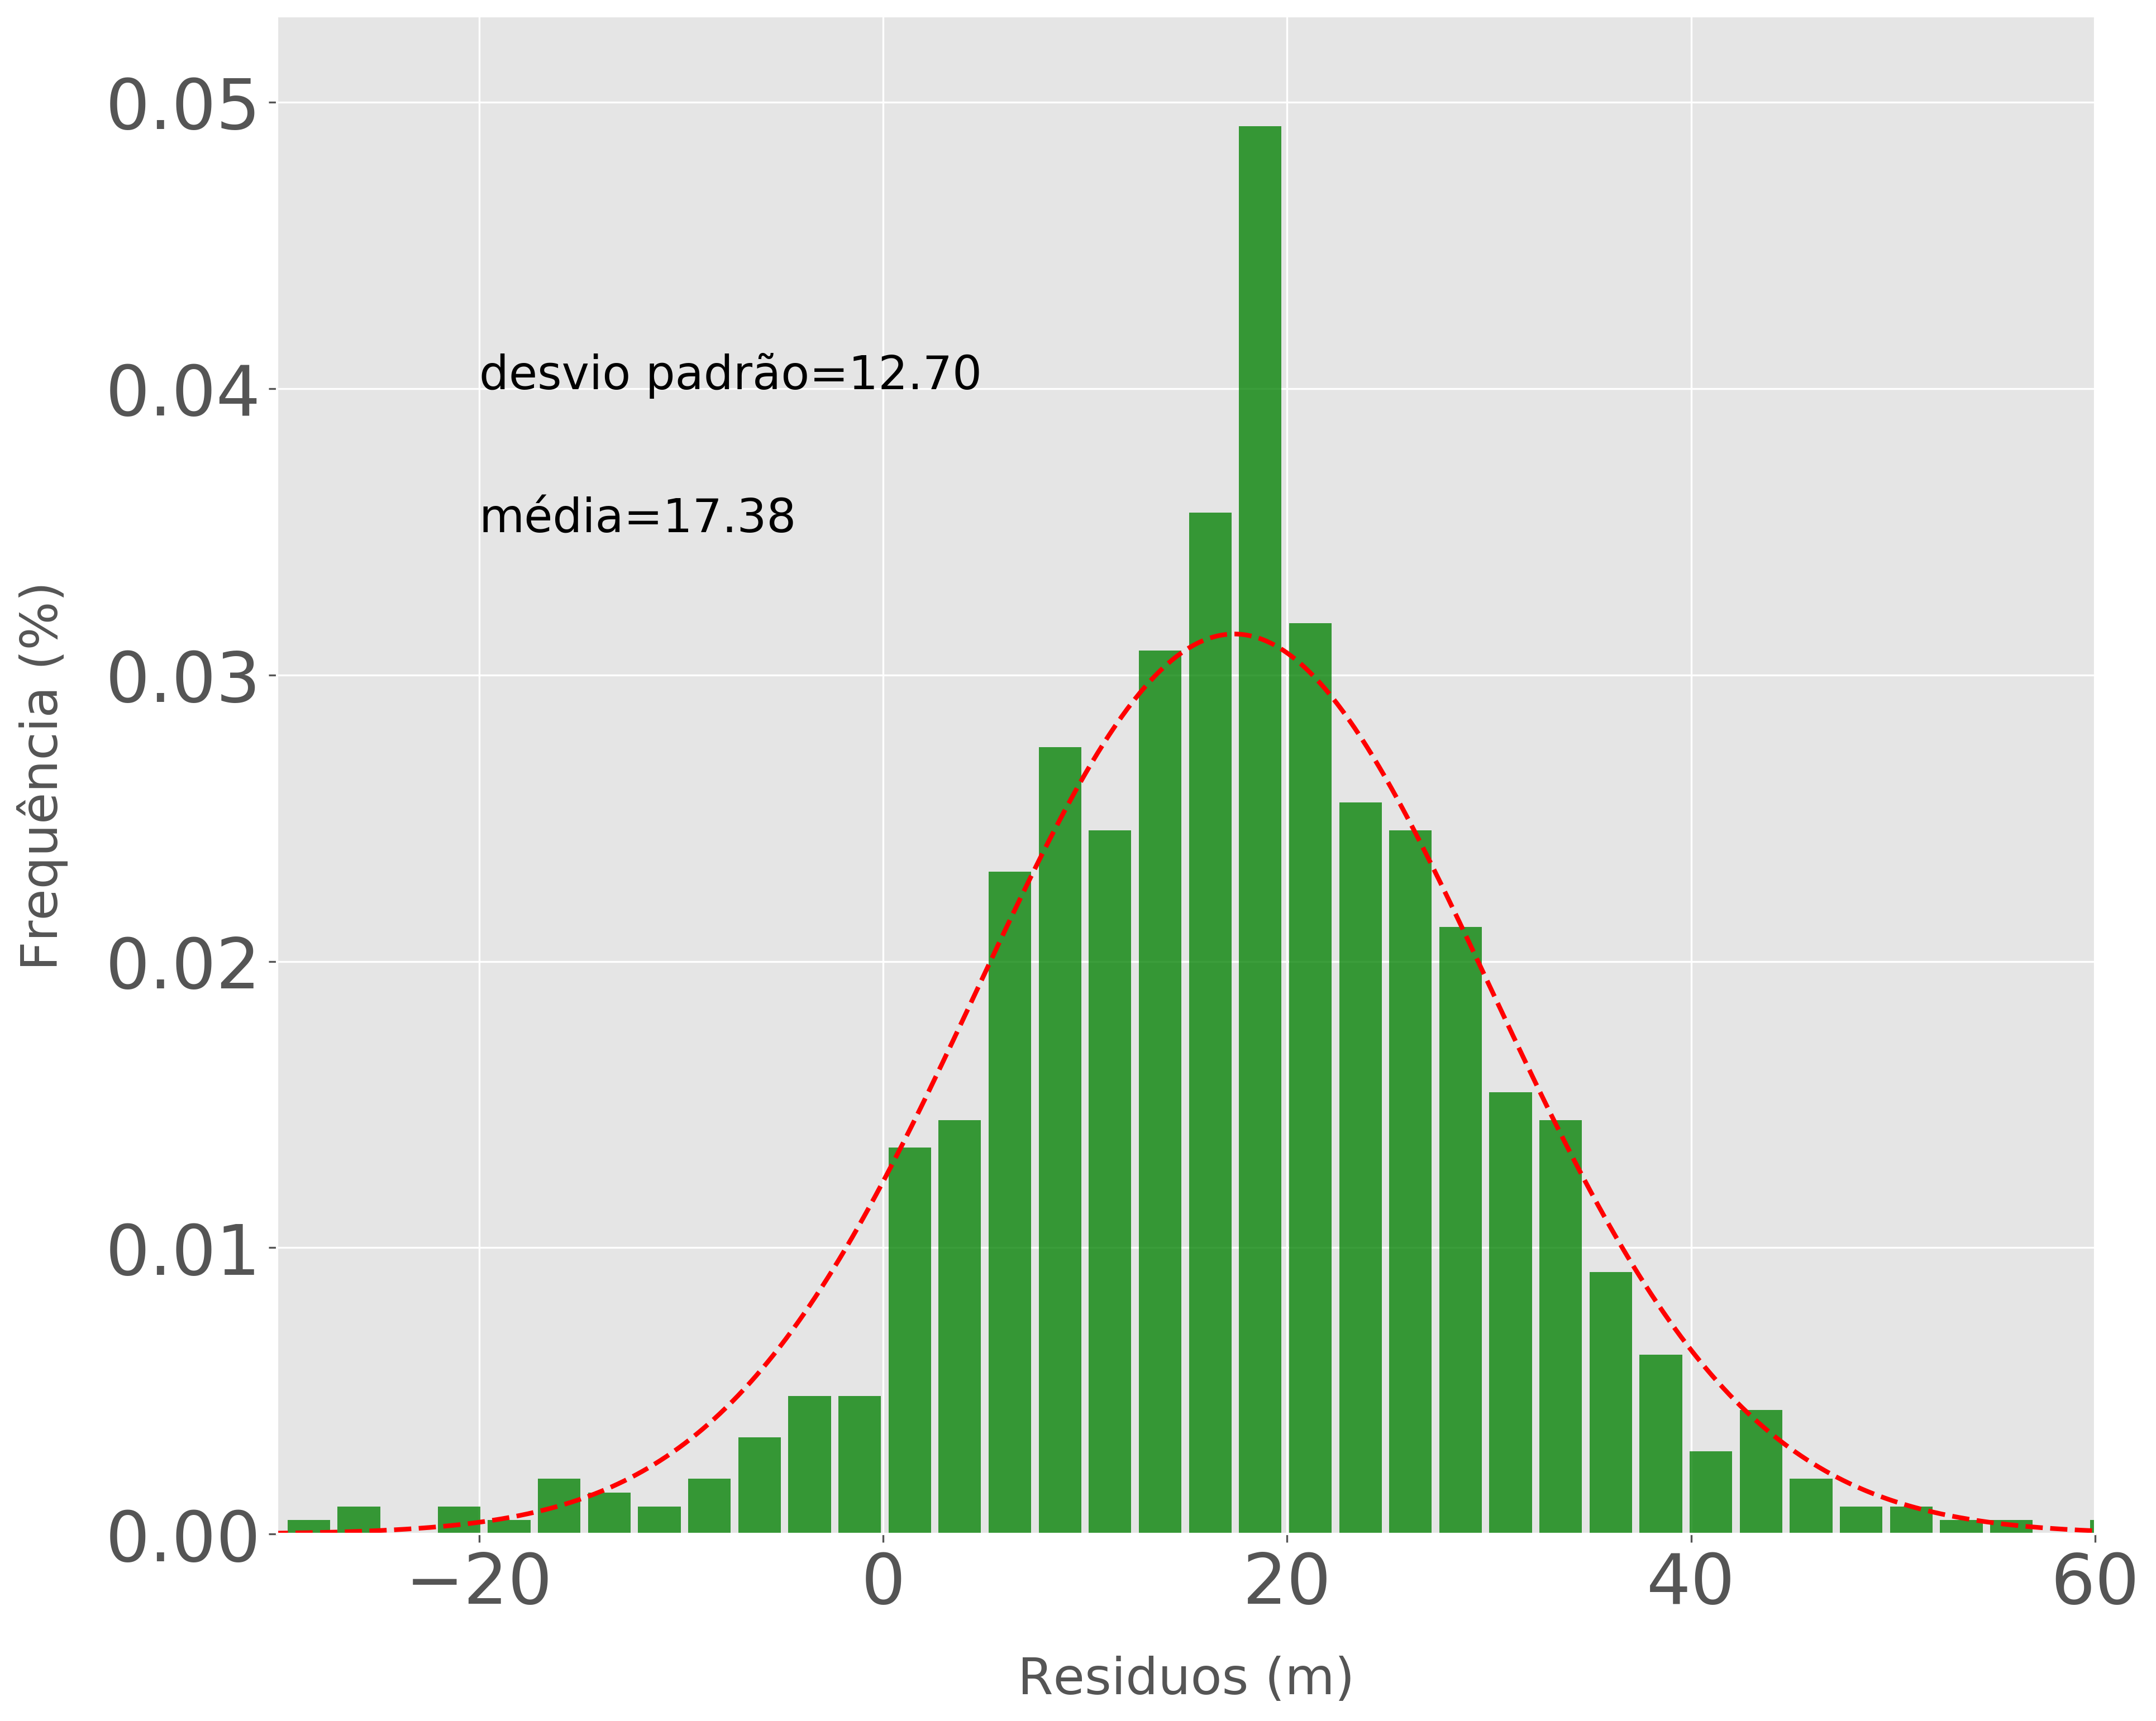 0.05
0.04
0.03
0.02
0.01
0.00
Frequência (%)
desvio padrão=12.70
média=17.38
−20 0 20 40 60
Residuos (m)